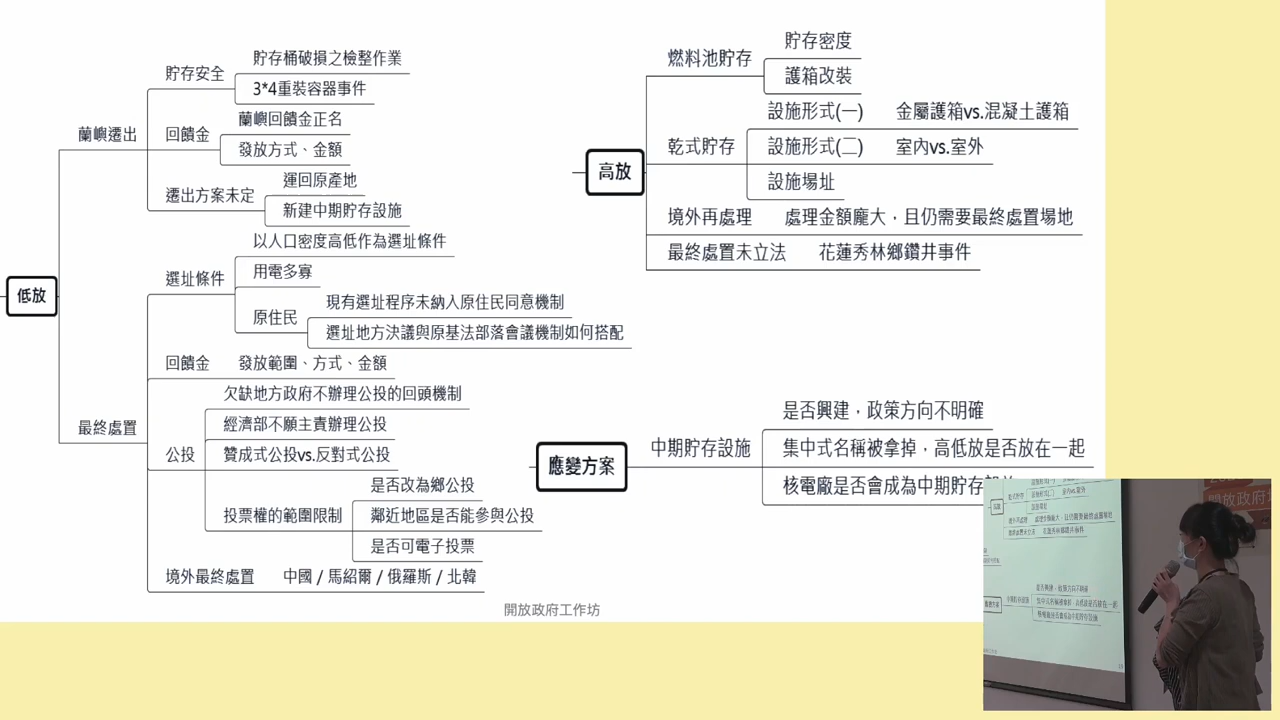 低放
蘭嶼遷出
貯存安全
貯存桶破損之檢整作業
3*4重裝容器事件
回饋金
蘭嶼回饋金正名
發放方式、金額
遷出方案未定
運回原產地
新建中期貯存設施
最終處置
選址條件
以人口密度高低作為選址條件
用電多寡
原住民
現有選址程序未納入原住民同意機制
選址地方決議與原基法部落會議機制如何搭配
回饋金
發放範圍、方式、金額
公投
欠缺地方政府不辦理公投的回頭機制
經濟部不願主責辦理公投
贊成式公投vs.反對式公投
投票權的範圍限制
是否改為鄉公投
鄰近地區是否能參與公投
是否可電子投票
境外最終處置
中國 / 馬紹爾 / 俄羅斯 / 北韓
高放
燃料池貯存
貯存密度
護箱改裝
乾式貯存
設施形式(一) 金屬護箱vs.混凝土護箱
設施形式(二) 室內vs.室外
設施場址
境外再處理 處理金額龐大，且仍需要最終處置場地
最終處置未立法 花蓮秀林鄉鑽井事件
應變方案
中期貯存設施
是否興建，政策方向不明確
集中式名稱被拿掉，高低放是否放在一起
核電廠是否會成為中期貯存
開放政府工作坊